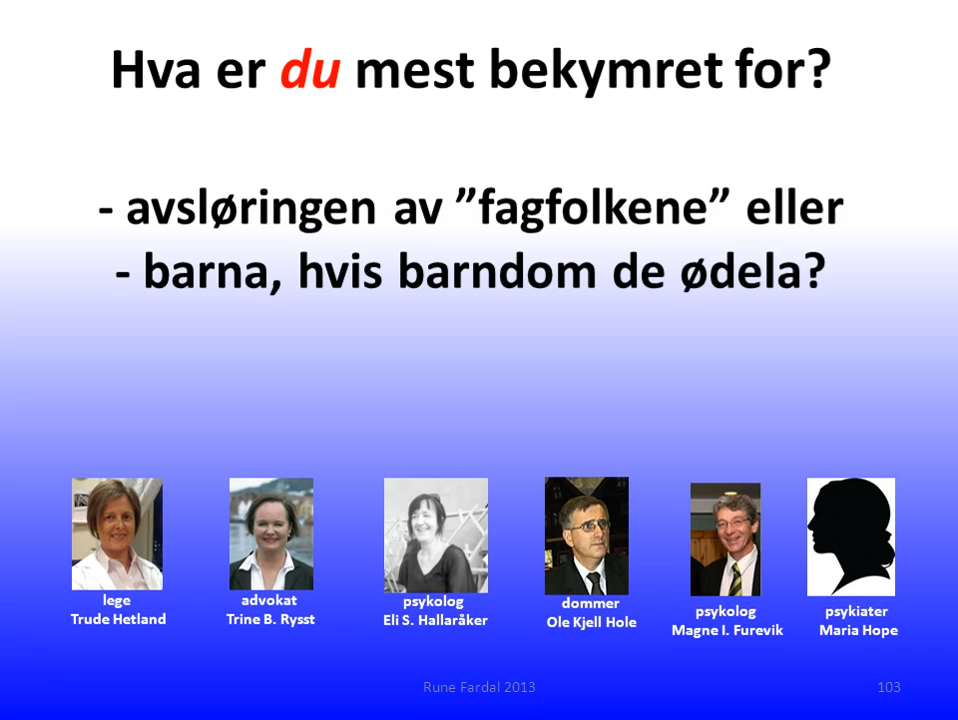 Hva er du mest bekymret for?
- avsløringen av ”fagfolkene” eller
- barna, hvis barndom de ødela?
lege
Trude Hetland
advokat
Trine B. Rysst
psykolog
Eli S. Hallaråker
dommer
Ole Kjell Hole
psykolog
Magne I. Furevik
psykiater
Maria Hope
Rune Fardal 2013
103